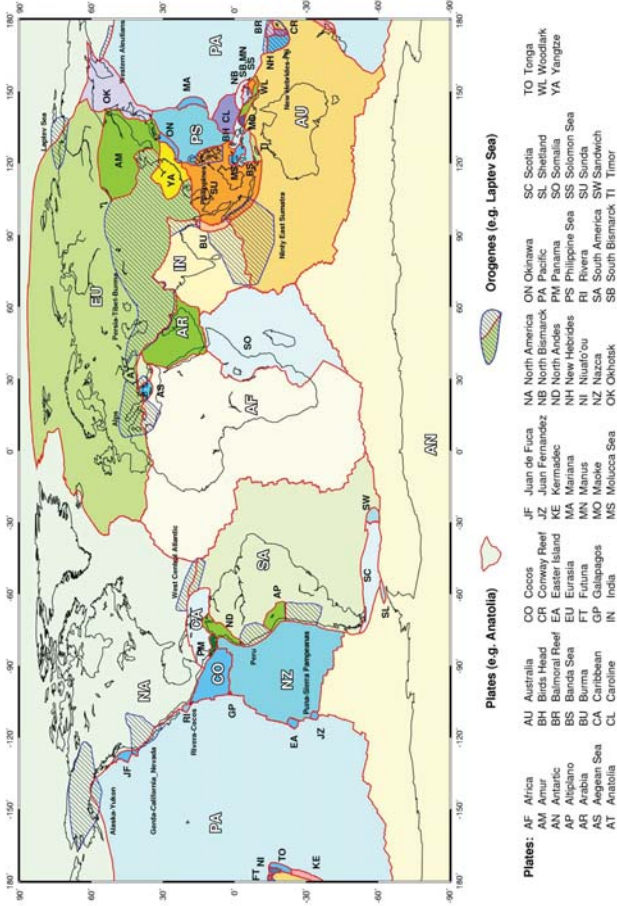 -180 -150 -120 -90 -60 -30 0 30 60 90 120 150 180
90 90
60 60
30 30
0 0
-30 -30
-60 -60
-90 -90
Laptev Sea
Alaska-Yukon
Western Aleutians
NA
EU
OK
AM
JF
Gorda-California_Nevada
Alps
AT
AS
Persia-Tibet-Burma
YA
ON
PA
PA
MA
Rivera-Cocos
RI
West Central Atlantic
AR
IN
BU
Philippines
PS
PM
CA
CO
ND
GP
AF
SU
MS
BH
CL
NB
SB
MN
SS
SO
BS
MO
WL
Peru
AP
SA
NZ
Ninty East Sumatra
New Hebrides-Fiji
NH
BR
CR
FT
NI
TO
KE
EA
JZ
Puna-Sierra Pampeanas
AU
SC
SW
SL
AN
Plates (e.g. Anatolia)
Orogenes (e.g. Laptev Sea)
Plates: AF Africa AU Australia CO Cocos JF Juan de Fuca NA North America ON Okinawa SC Scotia TO Tonga
AM Amur BH Birds Head CR Conway Reef JZ Juan Fernandez NB North Bismarck PA Pacific SL Shetland WL Woodlark
AN Antartic BR Balmoral Reef EA Easter Island KE Kermadec ND North Andes PM Panama SO Somalia YA Yangtze
AP Altiplano BS Banda Sea EU Eurasia MA Mariana NH New Hebrides PS Philippine Sea SS Solomon Sea
AR Arabia BU Burma FT Futuna MN Manus NI Niuafo'ou RI Rivera SU Sunda
AS Aegean Sea CA Caribbean GP Galapagos MO Maoke NZ Nazca SA South America SW Sandwich
AT Anatolia CL Caroline IN India MS Molucca Sea OK Okhotsk SB South Bismarck TI Timor